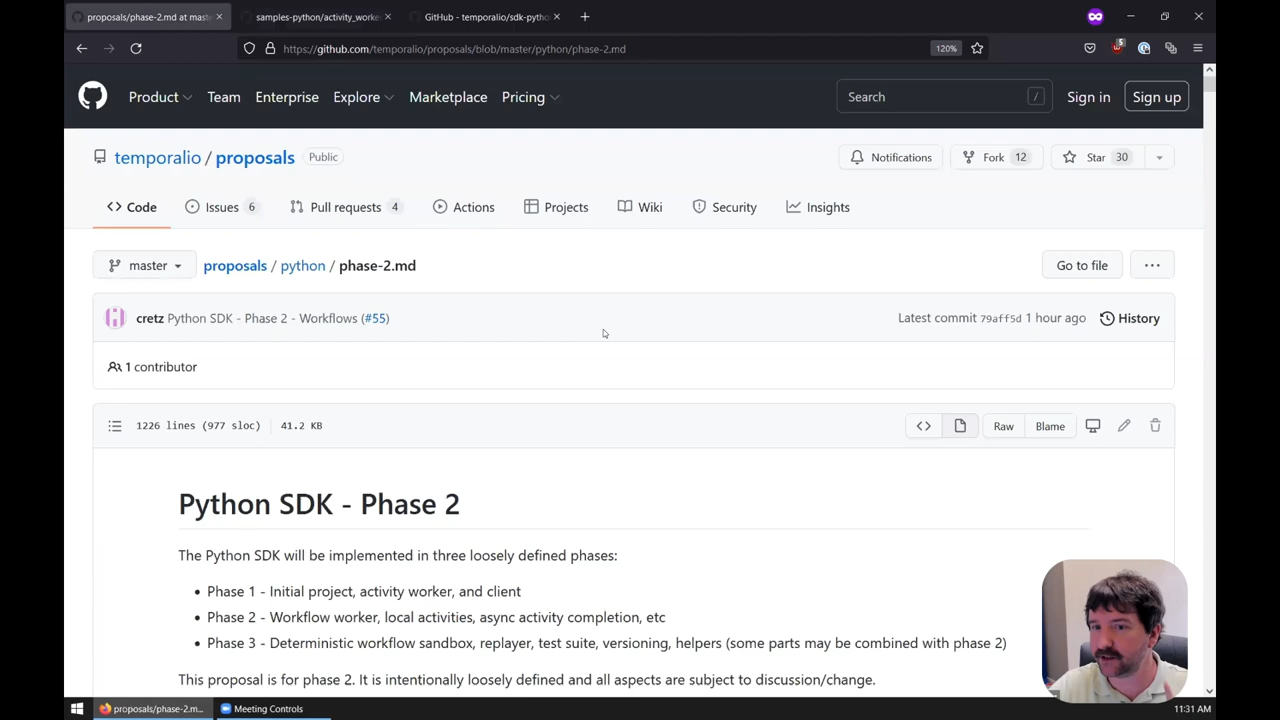 proposals/phase-2.md at mast
samples-python/activity_worke
GitHub - temporalio/sdk-pytho
https://github.com/temporalio/proposals/blob/master/python/phase-2.md
120%
5
Product
Team
Enterprise
Explore
Marketplace
Pricing
Search
/
Sign in
Sign up
temporalio / proposals
Public
Notifications
Fork 12
Star 30
Code
Issues 6
Pull requests 4
Actions
Projects
Wiki
Security
Insights
master
proposals / python / phase-2.md
Go to file
cretz Python SDK - Phase 2 - Workflows (#55)
Latest commit 79aff5d 1 hour ago
History
1 contributor
1226 lines (977 sloc)
41.2 KB
Raw
Blame
Python SDK - Phase 2
The Python SDK will be implemented in three loosely defined phases:
• Phase 1 - Initial project, activity worker, and client
• Phase 2 - Workflow worker, local activities, async activity completion, etc
• Phase 3 - Deterministic workflow sandbox, replayer, test suite, versioning, helpers (some parts may be combined with phase 2)
This proposal is for phase 2. It is intentionally loosely defined and all aspects are subject to discussion/change.
proposals/phase-2.m...
Meeting Controls
11:31 AM